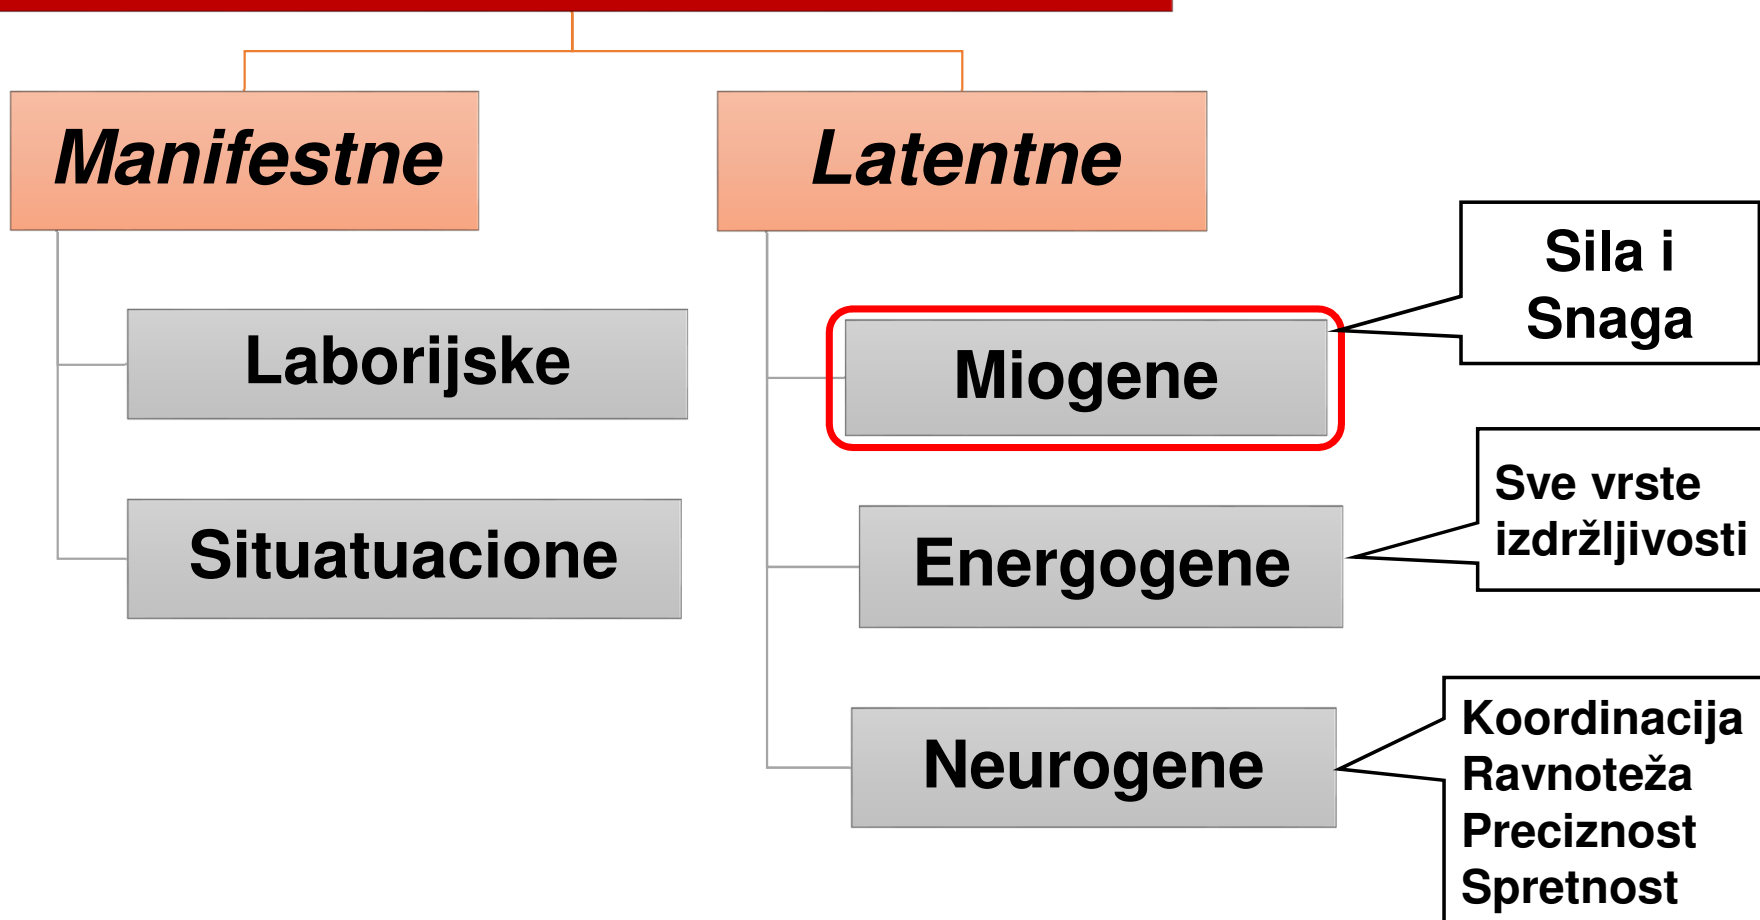 Manifestne
Latentne
Laborijske
Situatuacione
Miogene
Energogene
Neurogene
Sila i
Snaga
Sve vrste
izdržljivosti
Koordinacija
Ravnoteža
Preciznost
Spretnost